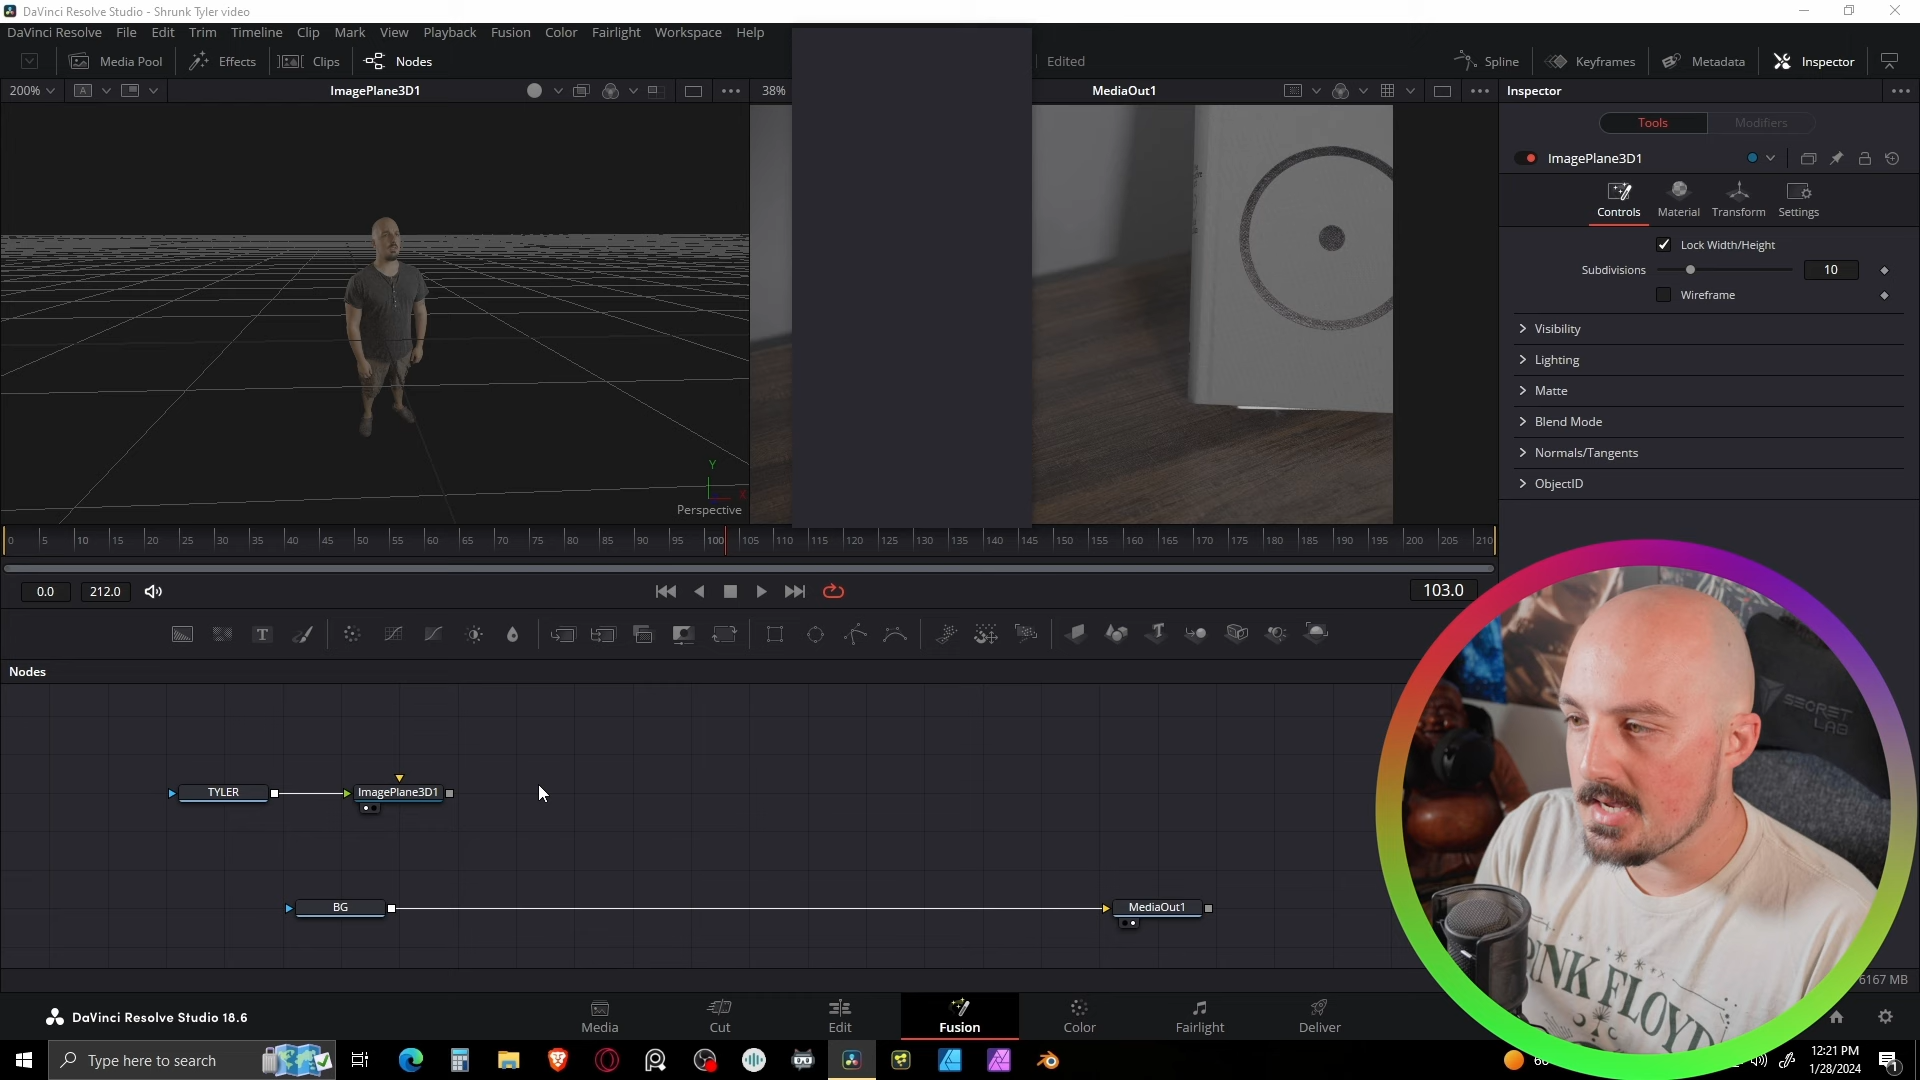 DaVinci Resolve Studio - Shrunk Tyler video
DaVinci Resolve File Edit Trim Timeline Clip Mark View Playback Fusion Color Fairlight Workspace Help
Media Pool Effects Clips Nodes Edited Spline Keyframes Metadata Inspector
200% A ImagePlane3D1 38% MediaOut1 Inspector
Tools Modifiers
ImagePlane3D1
Controls Material Transform Settings
Lock Width/Height
Subdivisions 10
Wireframe
Visibility
Lighting
Matte
Blend Mode
Normals/Tangents
ObjectID
Y
X
Perspective
0 5 10 15 20 25 30 35 40 45 50 55 60 65 70 75 80 85 90 95 100 105 110 115 120 125 130 135 140 145 150 155 160 165 170 175 180 185 190 195 200 205 210
0.0 212.0 103.0
T T
Nodes
TYLER ImagePlane3D1
BG MediaOut1
SECRET
LAB
PINK FLOYD
6167 MB
DaVinci Resolve Studio 18.6
Media Cut Edit Fusion Color Fairlight Deliver
Type here to search
12:21 PM
1/28/2024
1